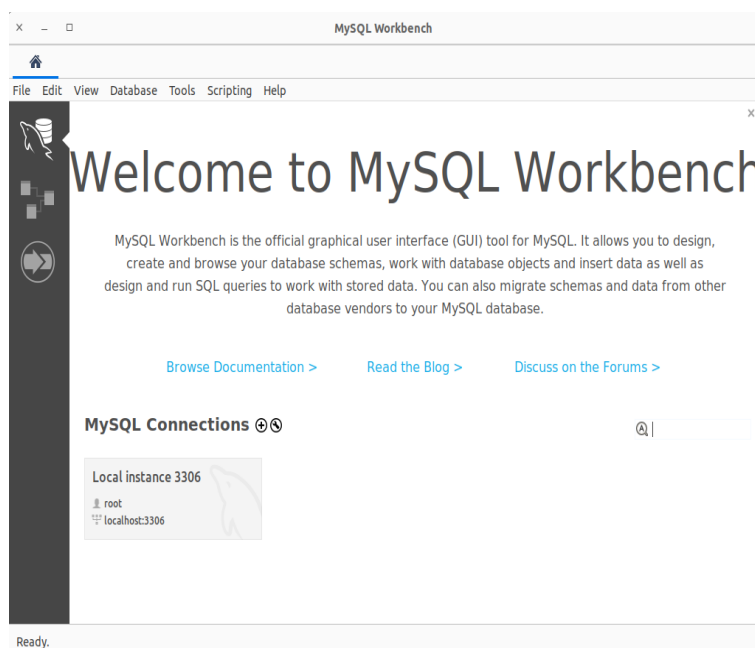 MySQL Workbench
File Edit View Database Tools Scripting Help
Welcome to MySQL Workbench
MySQL Workbench is the official graphical user interface (GUI) tool for MySQL. It allows you to design,
create and browse your database schemas, work with database objects and insert data as well as
design and run SQL queries to work with stored data. You can also migrate schemas and data from other
database vendors to your MySQL database.
Browse Documentation > Read the Blog > Discuss on the Forums >
MySQL Connections
Local instance 3306
root
localhost:3306
Ready.